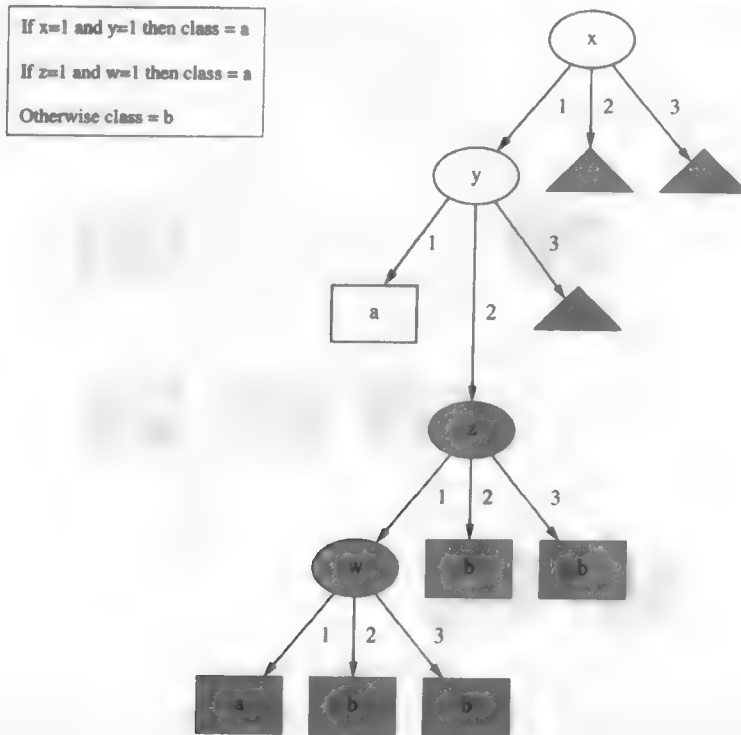 If x=1 and y=1 then class = a
If z=1 and w=1 then class = a
Otherwise class = b
x
1 2 3
y
1 2 3
a
z
1 2 3
w b b
1 2 3
a b b